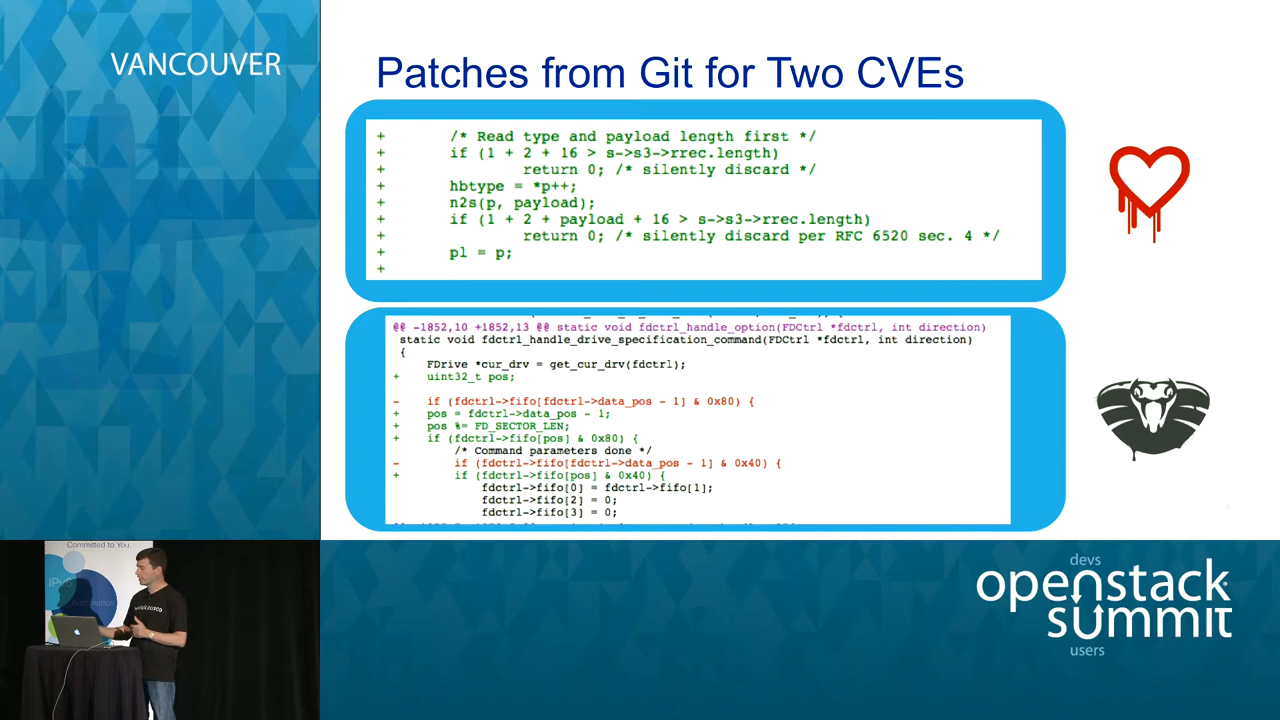 VANCOUVER
Patches from Git for Two CVEs
+ /* Read type and payload length first */
+ if (1 + 2 + 16 > s->s3->rrec.length)
+ return 0; /* silently discard */
+ hbtype = *p++;
+ n2s(p, payload);
+ if (1 + 2 + payload + 16 > s->s3->rrec.length)
+ return 0; /* silently discard per RFC 6520 sec. 4 */
+ pl = p;
+
@@ -1852,10 +1852,13 @@ static void fdctrl_handle_option(FDCtrl *fdctrl, int direction)
static void fdctrl_handle_drive_specification_command(FDCtrl *fdctrl, int direction)
{
FDrive *cur_drv = get_cur_drv(fdctrl);
+ uint32_t pos;
- if (fdctrl->fifo[fdctrl->data_pos - 1] & 0x80) {
+ pos = fdctrl->data_pos - 1;
+ pos %= FD_SECTOR_LEN;
+ if (fdctrl->fifo[pos] & 0x80) {
/* Command parameters done */
- if (fdctrl->fifo[fdctrl->data_pos - 1] & 0x40) {
+ if (fdctrl->fifo[pos] & 0x40) {
fdctrl->fifo[0] = fdctrl->fifo[1];
fdctrl->fifo[2] = 0;
fdctrl->fifo[3] = 0;
Committed to You.
IPv6
devs
openstack
summit
users